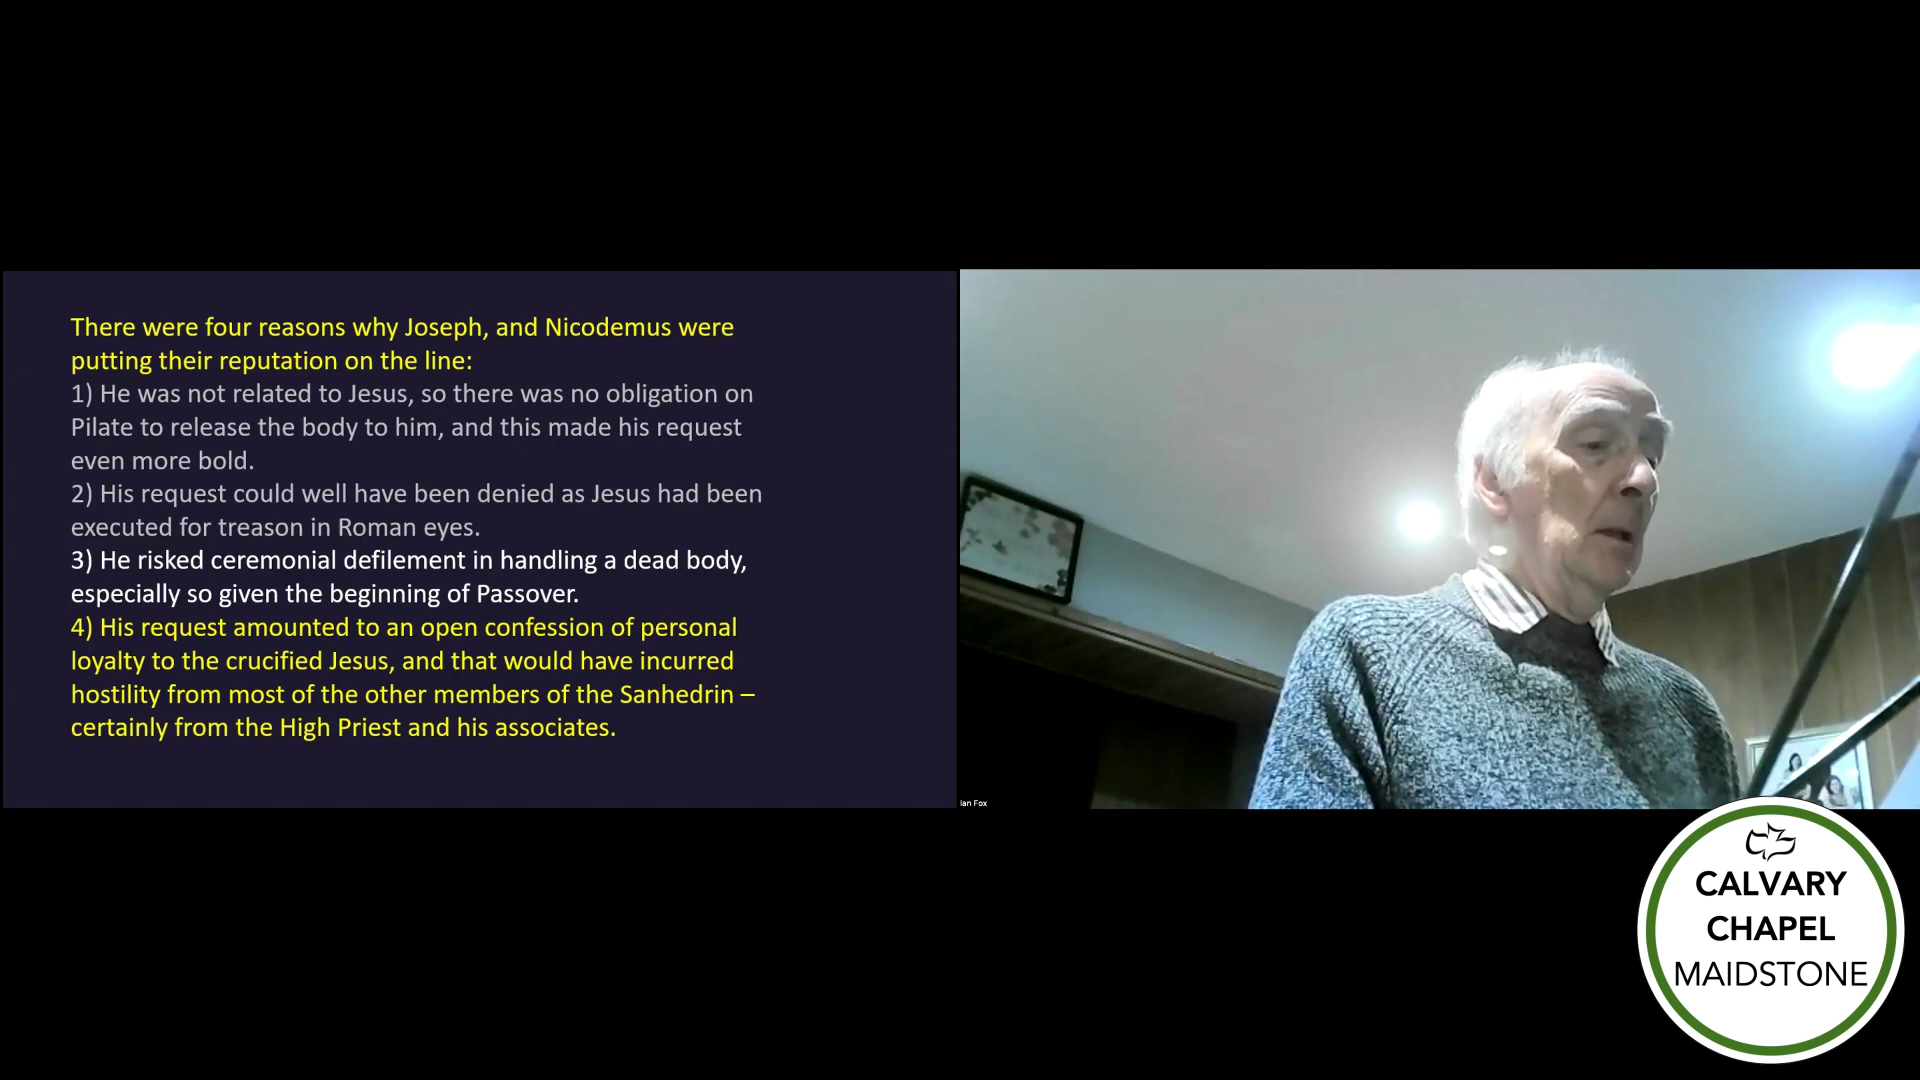 There were four reasons why Joseph, and Nicodemus were
putting their reputation on the line:
1) He was not related to Jesus, so there was no obligation on
Pilate to release the body to him, and this made his request
even more bold.
2) His request could well have been denied as Jesus had been
executed for treason in Roman eyes.
3) He risked ceremonial defilement in handling a dead body,
especially so given the beginning of Passover.
4) His request amounted to an open confession of personal
loyalty to the crucified Jesus, and that would have incurred
hostility from most of the other members of the Sanhedrin –
certainly from the High Priest and his associates.
Ian Fox
CALVARY
CHAPEL
MAIDSTONE